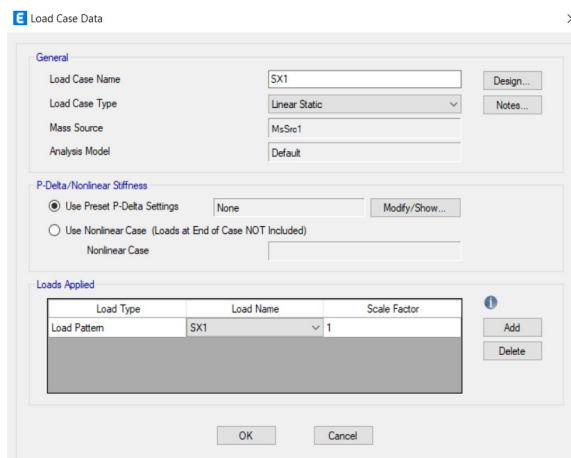 E Load Case Data
General
Load Case Name SX1 Design...
Load Case Type Linear Static Notes...
Mass Source MsSrc1
Analysis Model Default
P-Delta/Nonlinear Stiffness
Use Preset P-Delta Settings None Modify/Show...
Use Nonlinear Case (Loads at End of Case NOT Included)
Nonlinear Case
Loads Applied
Load Type Load Name Scale Factor
Load Pattern SX1 1 Add
Delete
OK Cancel